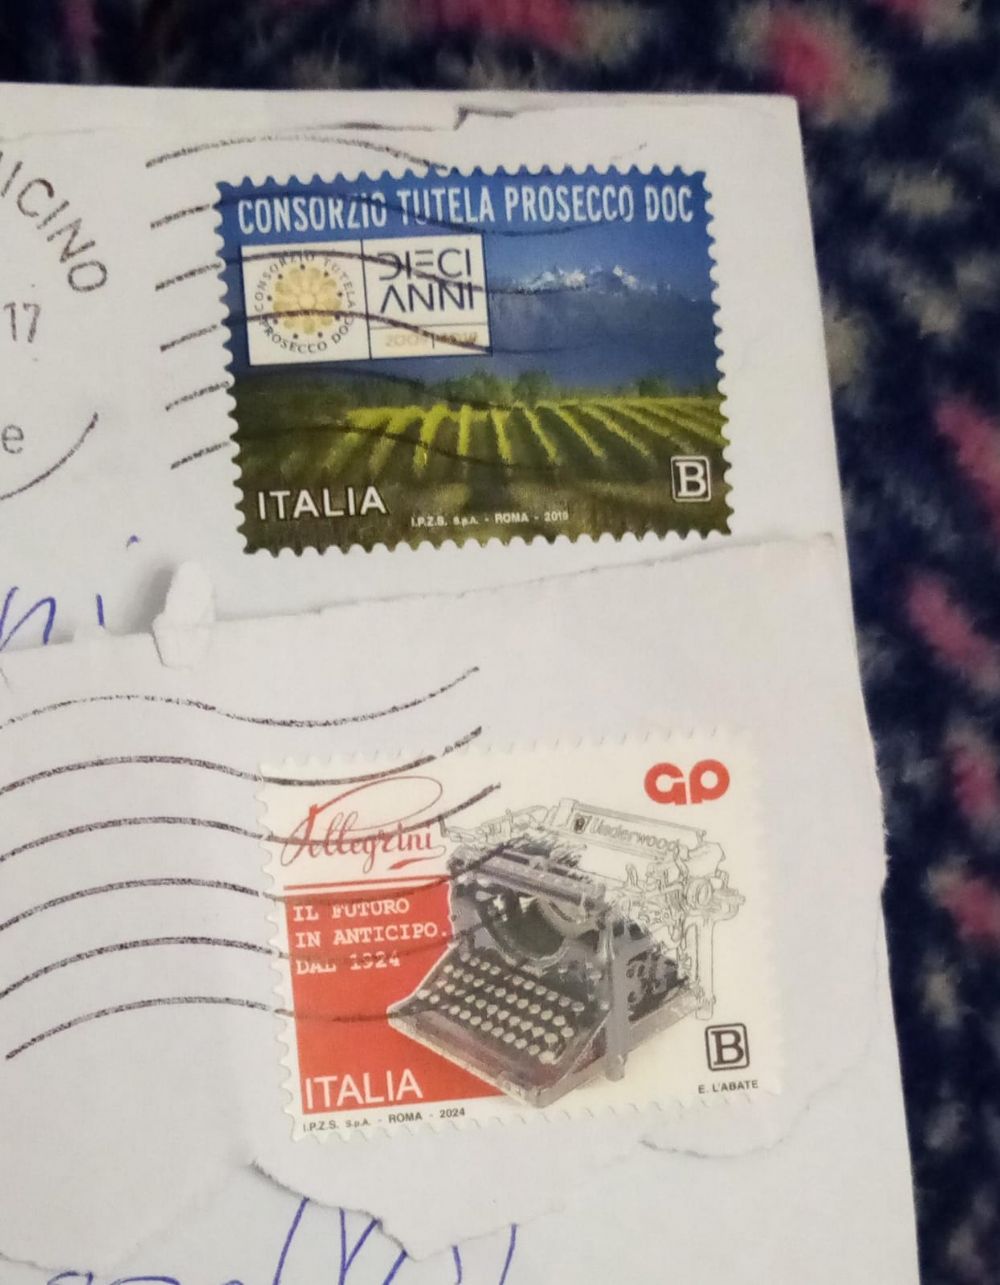 17
e
CONSORZIO TUTELA PROSECCO DOC
CONSORZIO TUTELA PROSECCO DOC
DIECI
ANNI
ITALIA
B
I.P.Z.S. S.p.A. - ROMA - 2019
Pellegrini
GP
Underwood
IL FUTURO
IN ANTICIPO.
DAL 1924
B
ITALIA
E. L'ABATE
I.P.Z.S. S.p.A. - ROMA - 2024